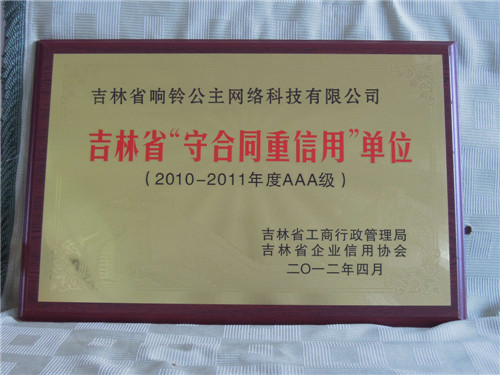 吉林省响铃公主网络科技有限公司
吉林省“守合同重信用”单位
(2010-2011年度AAA级)
吉林省工商行政管理局
吉林省企业信用协会
二〇一二年四月